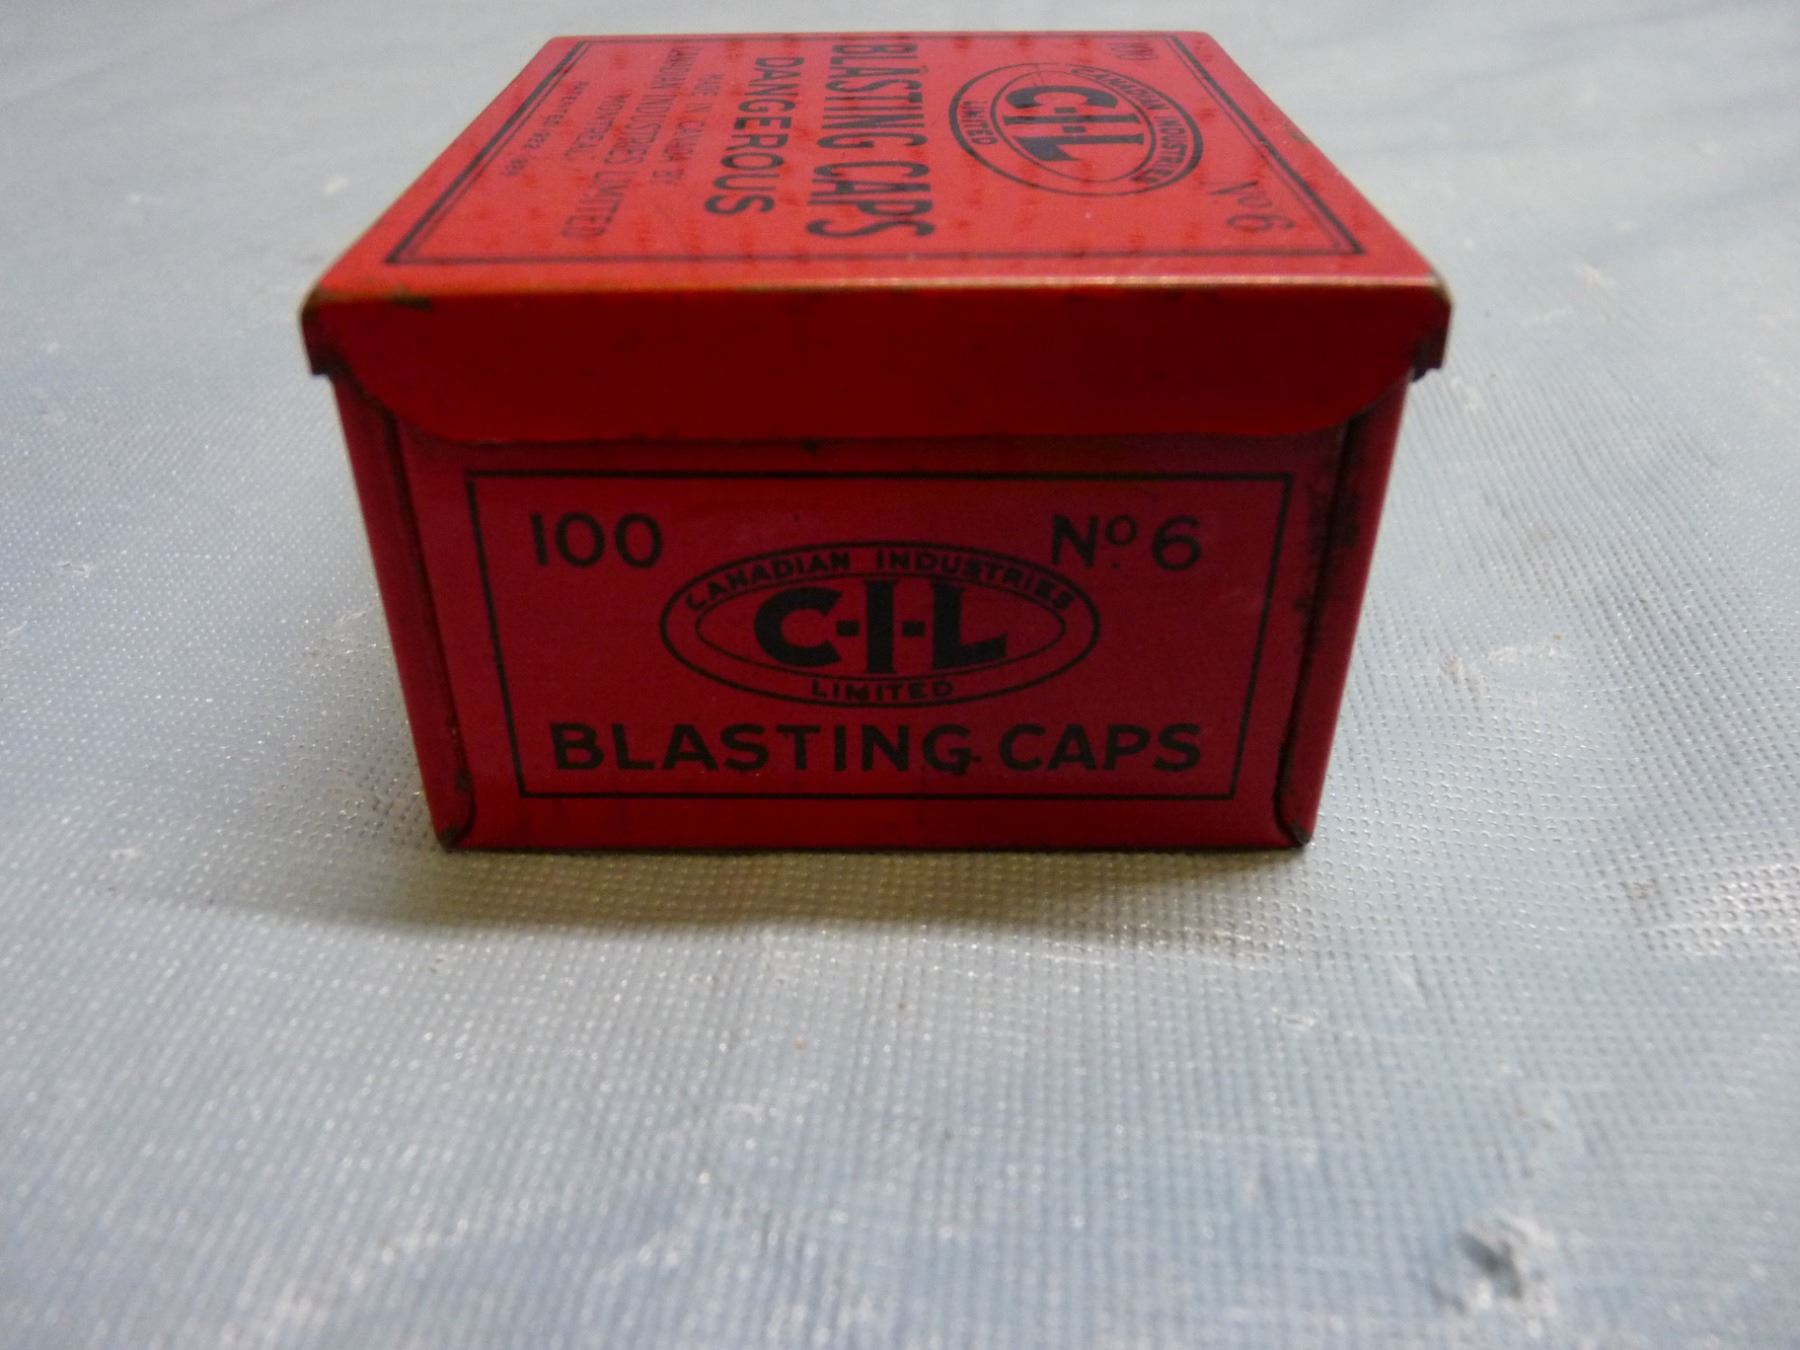 100
No 6
CANADIAN INDUSTRIES
C-I-L
LIMITED
BLASTING CAPS
DANGEROUS
MADE IN CANADA BY
CANADIAN INDUSTRIES LIMITED
MONTREAL
100 No 6
CANADIAN INDUSTRIES
C-I-L
LIMITED
BLASTING CAPS